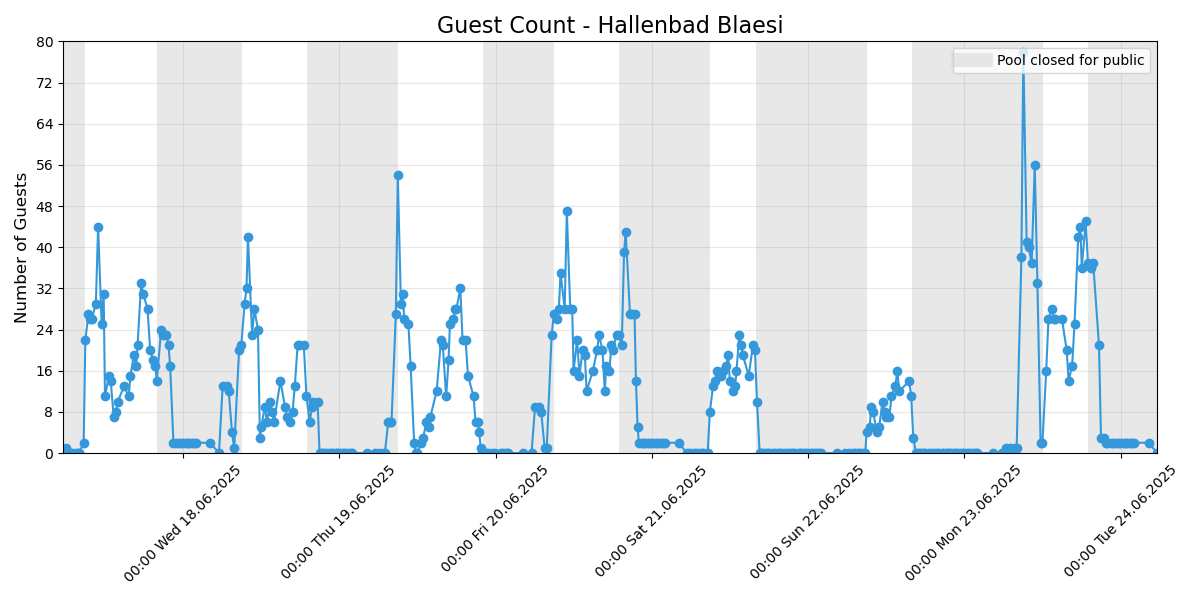 Guest Count - Hallenbad Blaesi
Pool closed for public
Number of Guests
80
72
64
56
48
40
32
24
16
8
0
00:00 Wed 18.06.2025
00:00 Thu 19.06.2025
00:00 Fri 20.06.2025
00:00 Sat 21.06.2025
00:00 Sun 22.06.2025
00:00 Mon 23.06.2025
00:00 Tue 24.06.2025